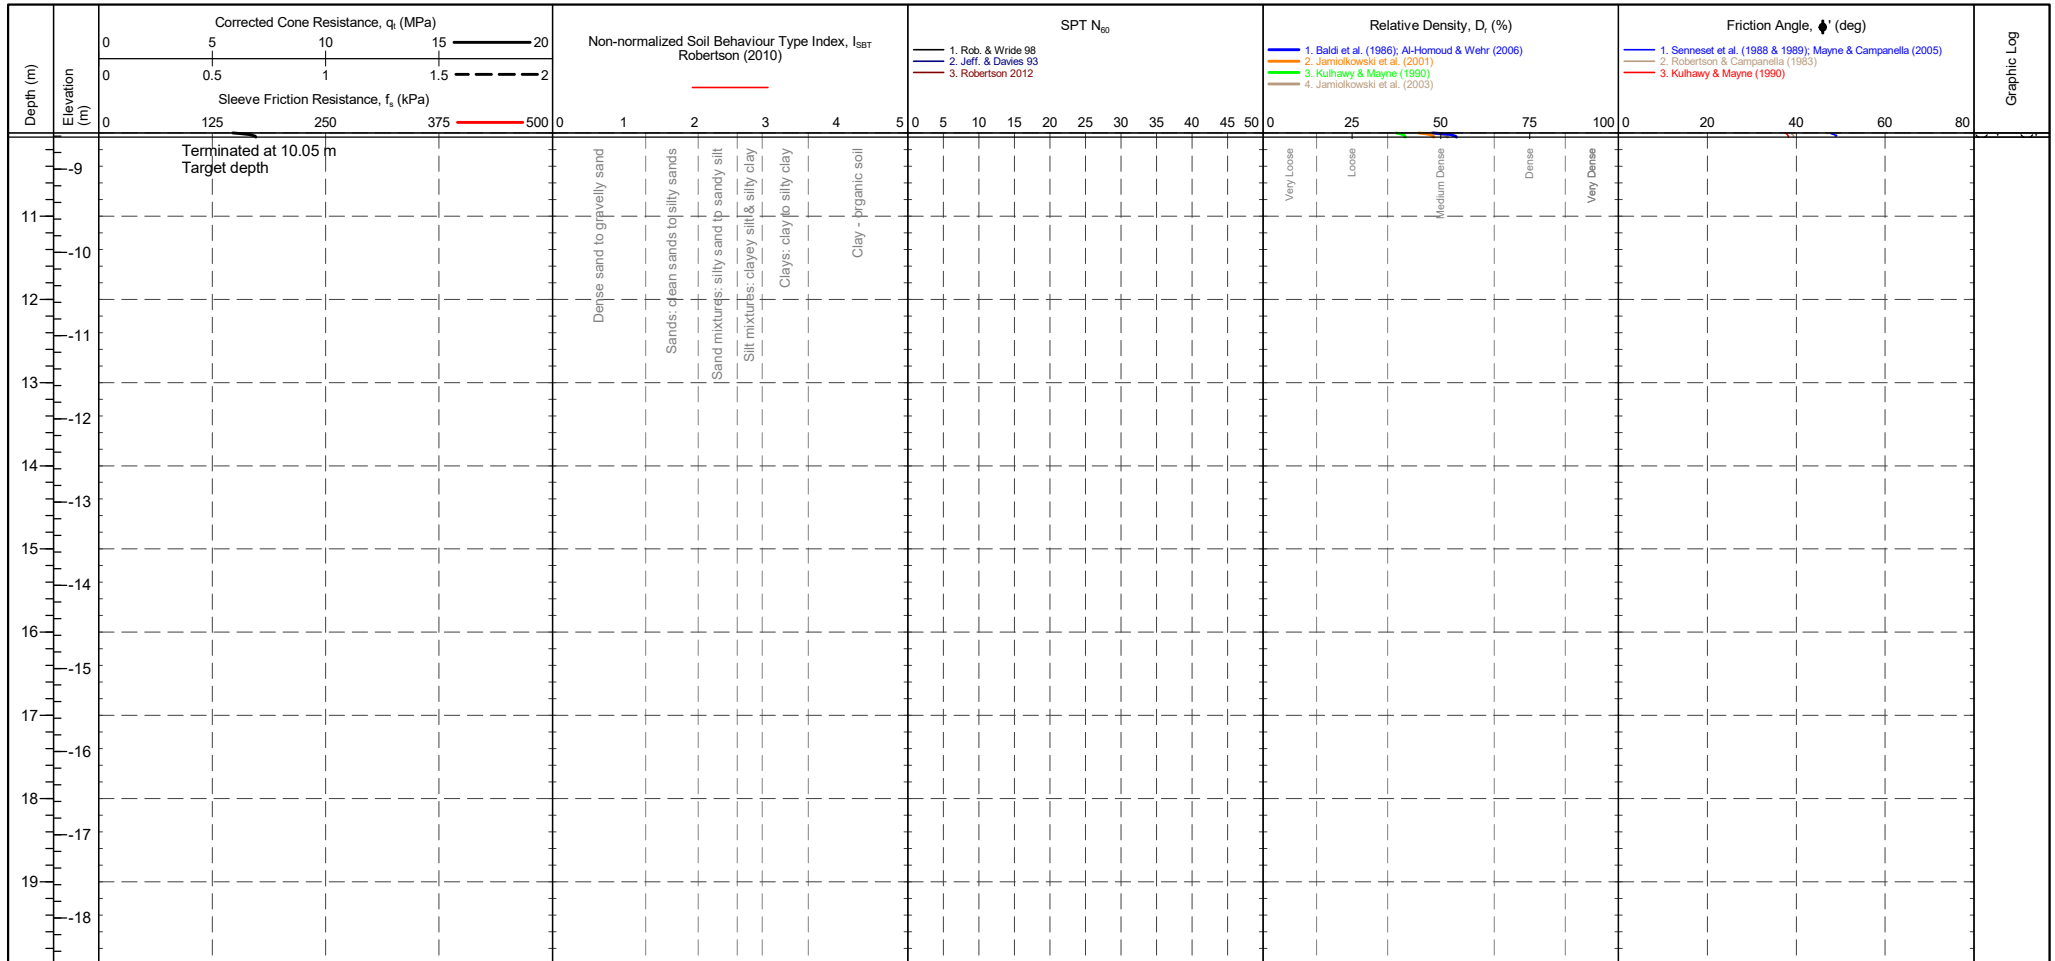 Depth (m)
Elevation
(m)
Corrected Cone Resistance, qt (MPa)
0 5 10 15 20
0 0.5 1 1.5 2
Sleeve Friction Resistance, fs (kPa)
0 125 250 375 500
Non-normalized Soil Behaviour Type Index, ISBT
Robertson (2010)
0 1 2 3 4 5
SPT N60
1. Rob. & Wride 98
2. Jeff. & Davies 93
3. Robertson 2012
0 5 10 15 20 25 30 35 40 45 50
Relative Density, Dr (%)
1. Baldi et al. (1986); Al-Homoud & Wehr (2006)
2. Jamiolkowski et al. (2001)
3. Kulhawy & Mayne (1990)
4. Jamiolkowski et al. (2003)
0 25 50 75 100
Friction Angle, ϕ' (deg)
1. Senneset et al. (1988 & 1989); Mayne & Campanella (2005)
2. Robertson & Campanella (1983)
3. Kulhawy & Mayne (1990)
0 20 40 60 80
Graphic Log
Terminated at 10.05 m
Target depth
Dense sand to gravelly sand
Sands: clean sands to silty sands
Sand mixtures: silty sand to sandy silt
Silt mixtures: clayey silt & silty clay
Clays: clay to silty clay
Clay - organic soil
Very Loose
Loose
Medium Dense
Dense
Very Dense
-9
11
-10
12
-11
13
-12
14
-13
15
-14
16
-15
17
-16
18
-17
19
-18